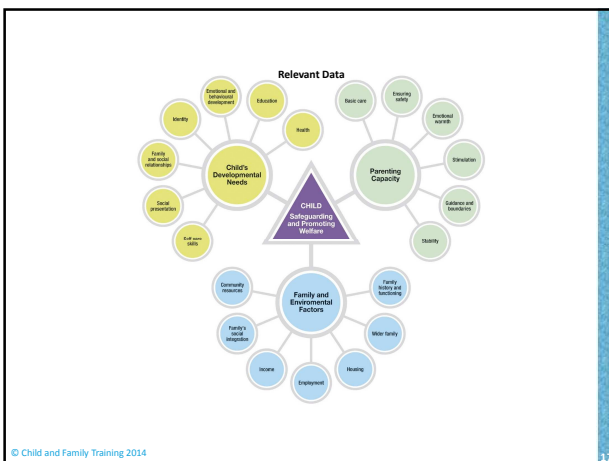 Relevant Data
Emotional and
behavioural
development
Education
Health
Identity
Family
and social
relationships
Social
presentation
Self care
skills
Child's
Developmental
Needs
Basic care
Ensuring
safety
Emotional
warmth
Stimulation
Guidance and
boundaries
Stability
Parenting
Capacity
CHILD
Safeguarding
and Promoting
Welfare
Family and
Enviromental
Factors
Community
resources
Family's
social
integration
Income
Employment
Housing
Wider family
Family
history and
functioning
© Child and Family Training 2014